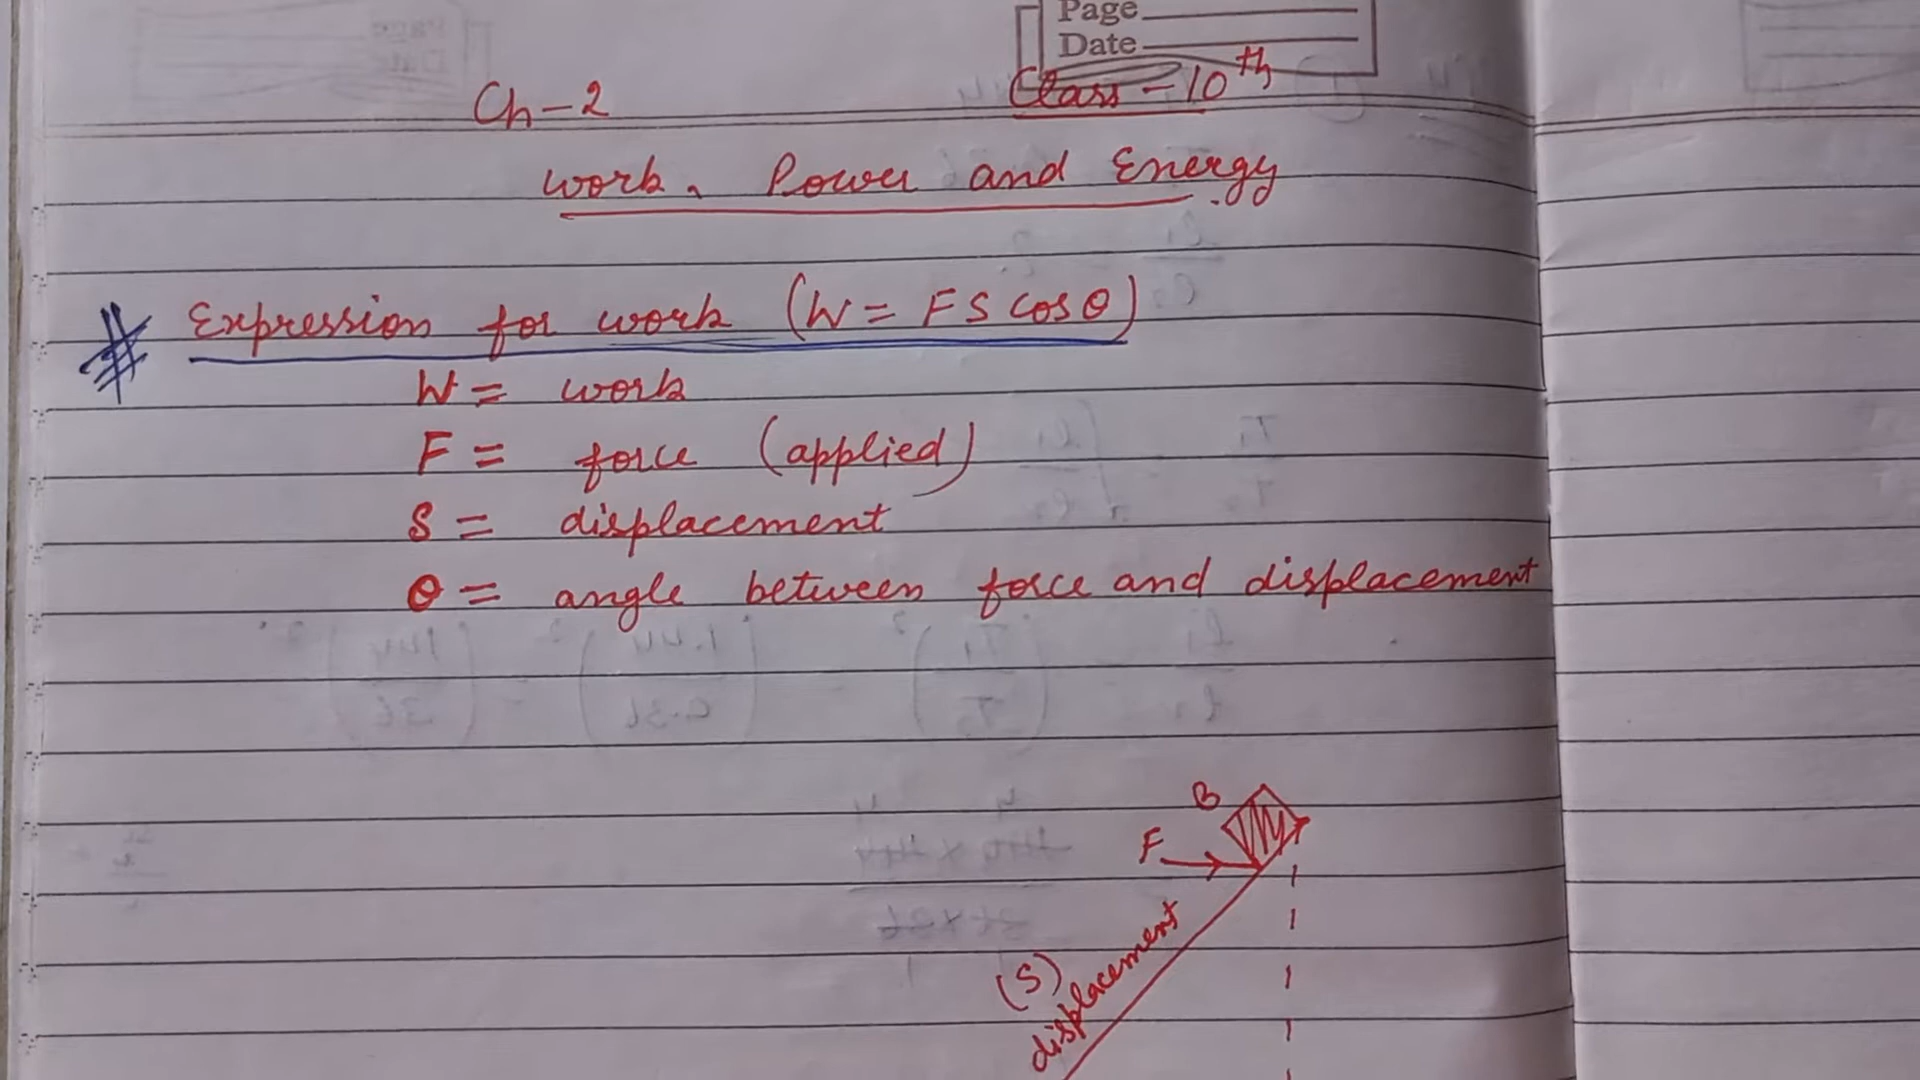 Page
Date
Ch-2
Class-10th
Work, Power and Energy
# Expression for work (W = FS cosθ)
W = work
F = force (applied)
S = displacement
θ = angle between force and displacement
B
F
(S)
displacement